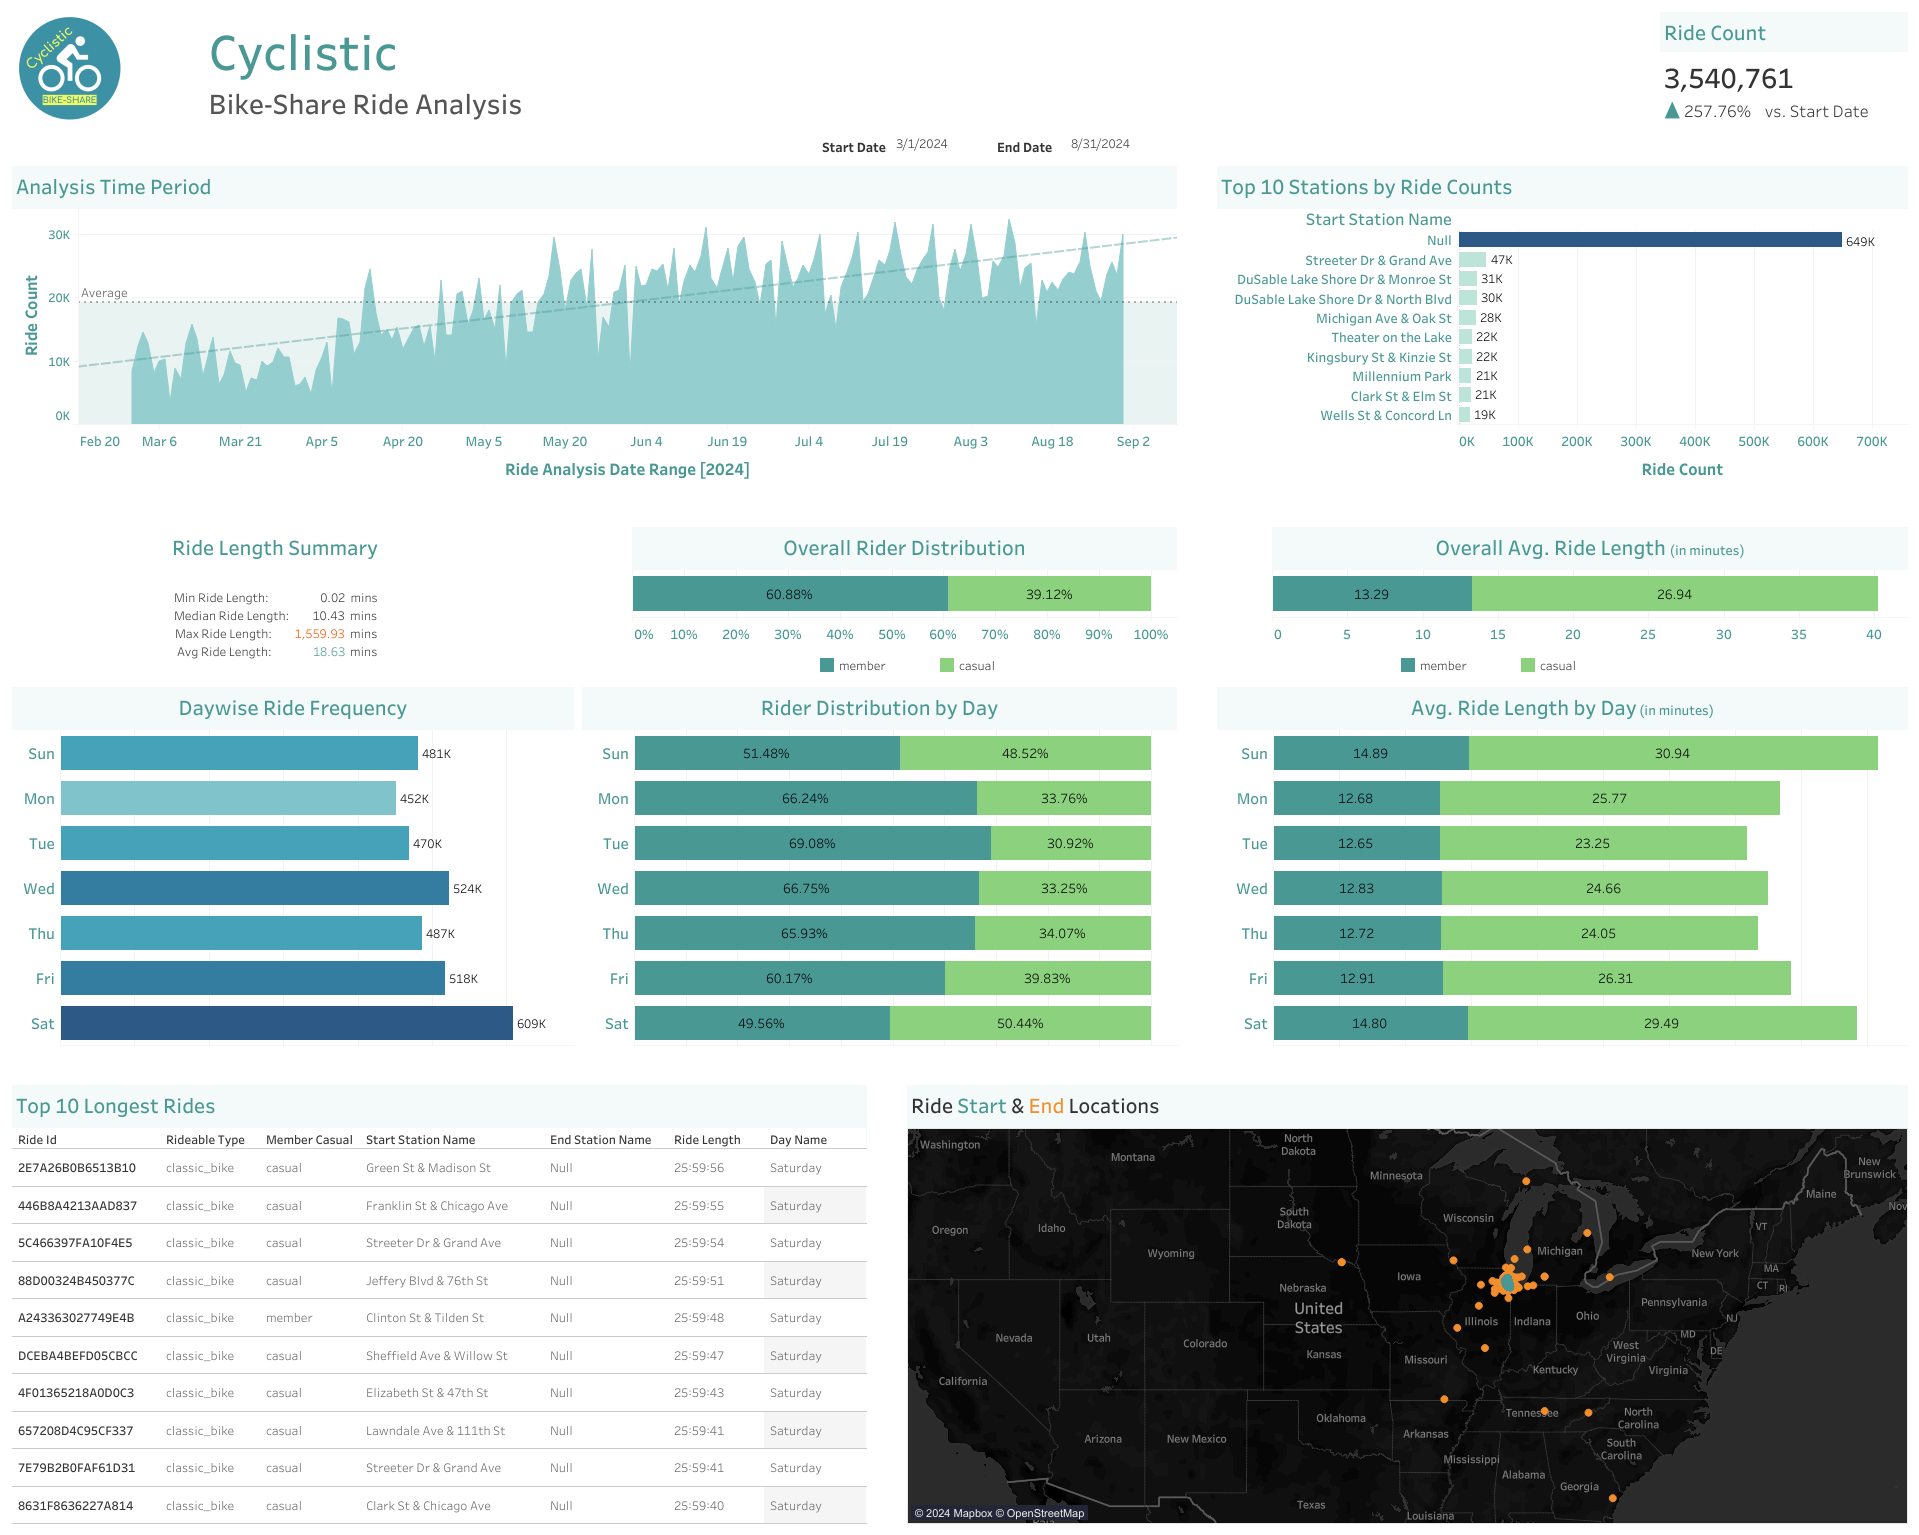 Cyclistic
BIKE-SHARE
Cyclistic
Bike-Share Ride Analysis
Ride Count
3,540,761
▲ 257.76% vs. Start Date
Start Date 3/1/2024 End Date 8/31/2024
Analysis Time Period
Ride Count
30K
20K
10K
0K
Average
Feb 20 Mar 6 Mar 21 Apr 5 Apr 20 May 5 May 20 Jun 4 Jun 19 Jul 4 Jul 19 Aug 3 Aug 18 Sep 2
Ride Analysis Date Range [2024]
Top 10 Stations by Ride Counts
Start Station Name
Null 649K
Streeter Dr & Grand Ave 47K
DuSable Lake Shore Dr & Monroe St 31K
DuSable Lake Shore Dr & North Blvd 30K
Michigan Ave & Oak St 28K
Theater on the Lake 22K
Kingsbury St & Kinzie St 22K
Millennium Park 21K
Clark St & Elm St 21K
Wells St & Concord Ln 19K
0K 100K 200K 300K 400K 500K 600K 700K
Ride Count
Ride Length Summary
Min Ride Length: 0.02 mins
Median Ride Length: 10.43 mins
Max Ride Length: 1,559.93 mins
Avg Ride Length: 18.63 mins
Overall Rider Distribution
60.88% 39.12%
0% 10% 20% 30% 40% 50% 60% 70% 80% 90% 100%
member casual
Overall Avg. Ride Length (in minutes)
13.29 26.94
0 5 10 15 20 25 30 35 40
member casual
Daywise Ride Frequency
Sun 481K
Mon 452K
Tue 470K
Wed 524K
Thu 487K
Fri 518K
Sat 609K
Rider Distribution by Day
Sun 51.48% 48.52%
Mon 66.24% 33.76%
Tue 69.08% 30.92%
Wed 66.75% 33.25%
Thu 65.93% 34.07%
Fri 60.17% 39.83%
Sat 49.56% 50.44%
Avg. Ride Length by Day (in minutes)
Sun 14.89 30.94
Mon 12.68 25.77
Tue 12.65 23.25
Wed 12.83 24.66
Thu 12.72 24.05
Fri 12.91 26.31
Sat 14.80 29.49
Top 10 Longest Rides
Ride Id Rideable Type Member Casual Start Station Name End Station Name Ride Length Day Name
2E7A26B0B6513B10 classic_bike casual Green St & Madison St Null 25:59:56 Saturday
446B8A4213AAD837 classic_bike casual Franklin St & Chicago Ave Null 25:59:55 Saturday
5C466397FA10F4E5 classic_bike casual Streeter Dr & Grand Ave Null 25:59:54 Saturday
88D00324B450377C classic_bike casual Jeffery Blvd & 76th St Null 25:59:51 Saturday
A243363027749E4B classic_bike member Clinton St & Tilden St Null 25:59:48 Saturday
DCEBA4BEFD05CBCC classic_bike casual Sheffield Ave & Willow St Null 25:59:47 Saturday
4F01365218A0D0C3 classic_bike casual Elizabeth St & 47th St Null 25:59:43 Saturday
657208D4C95CF337 classic_bike casual Lawndale Ave & 111th St Null 25:59:41 Saturday
7E79B2B0FAF61D31 classic_bike casual Streeter Dr & Grand Ave Null 25:59:41 Saturday
8631F8636227A814 classic_bike casual Clark St & Chicago Ave Null 25:59:40 Saturday
Ride Start & End Locations
Washington
Montana
North
Dakota
Minnesota
New
Brunswick
Maine
Nov
Oregon
Idaho
South
Dakota
Wisconsin
VT
Wyoming
Michigan
New York
Iowa
MA
Nebraska
CT RI
Pennsylvania
United
States
Nevada
Utah
Colorado
Illinois
Indiana
Ohio
NJ
MD
DE
Kansas
Missouri
West
Virginia
Virginia
Kentucky
California
Oklahoma
Tennessee
North
Carolina
Arizona
New Mexico
Arkansas
South
Carolina
Mississippi
Alabama
Georgia
Texas
Louisiana
© 2024 Mapbox © OpenStreetMap